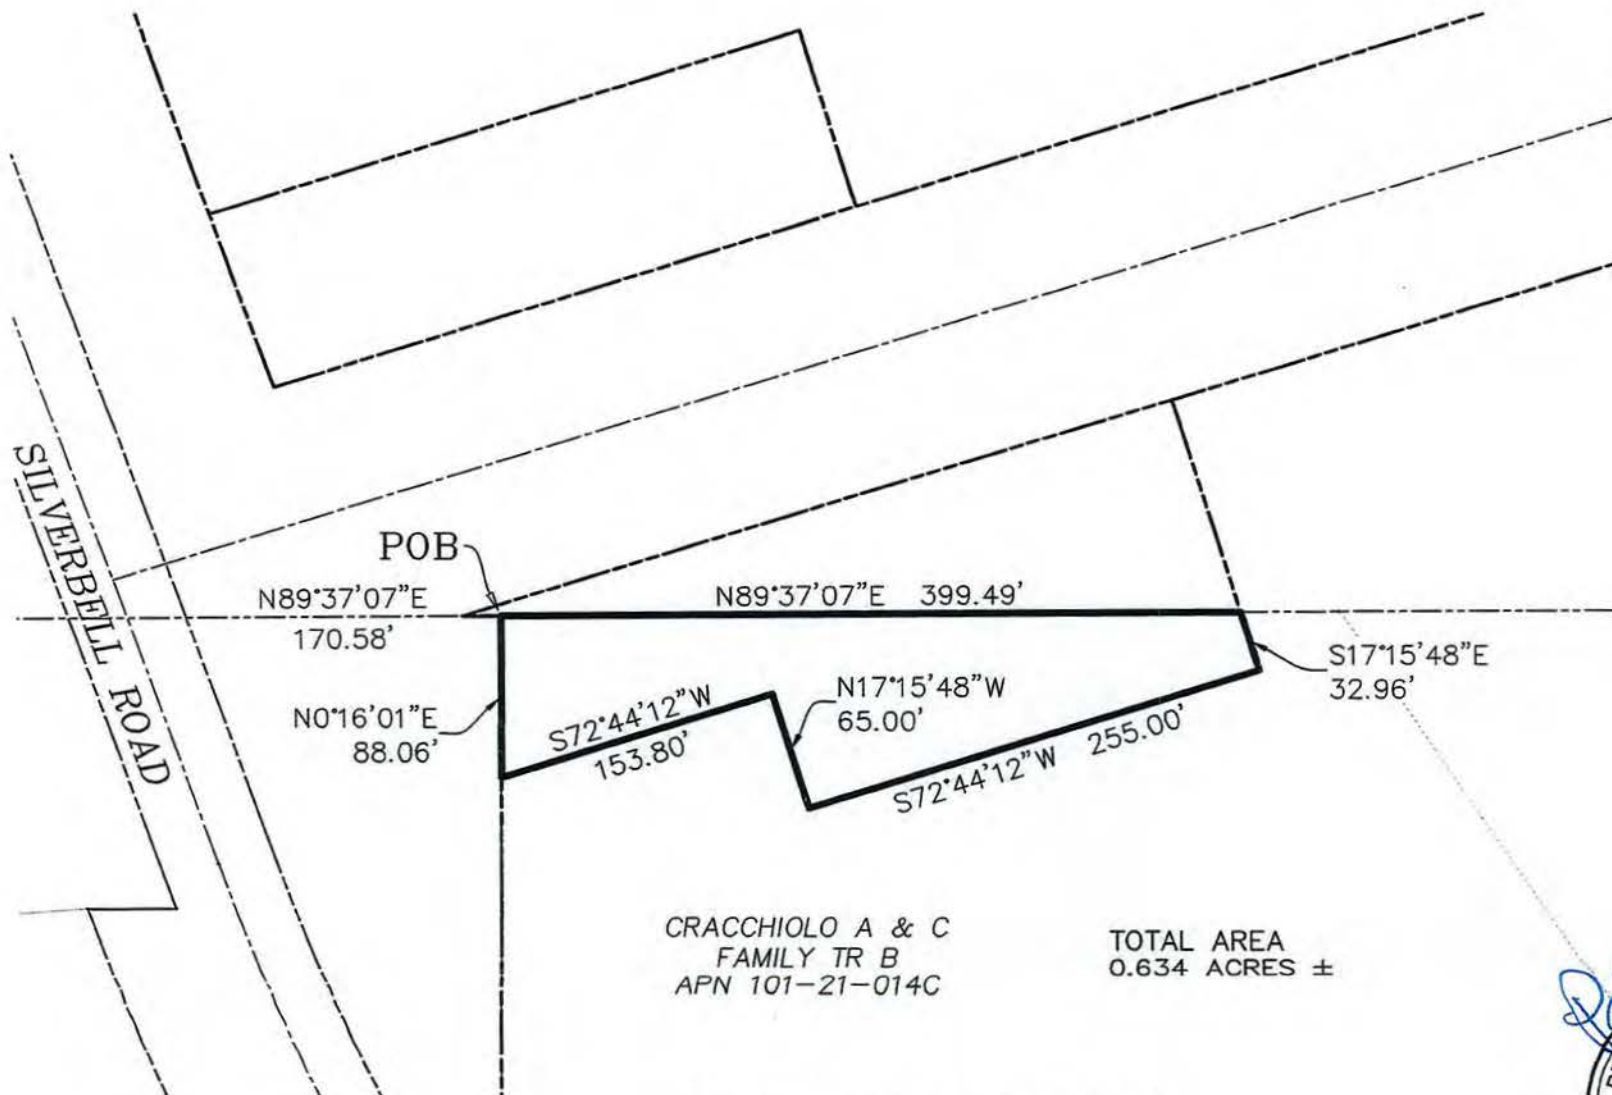 POB
N89°37'07"E
170.58'
N89°37'07"E 399.49'
SILVERBELL ROAD
N0°16'01"E
88.06'
S72°44'12"W
153.80'
N17°15'48"W
65.00'
S72°44'12"W 255.00'
S17°15'48"E
32.96'
CRACCHIOLO A & C
FAMILY TR B
APN 101-21-014C
TOTAL AREA
0.634 ACRES ±